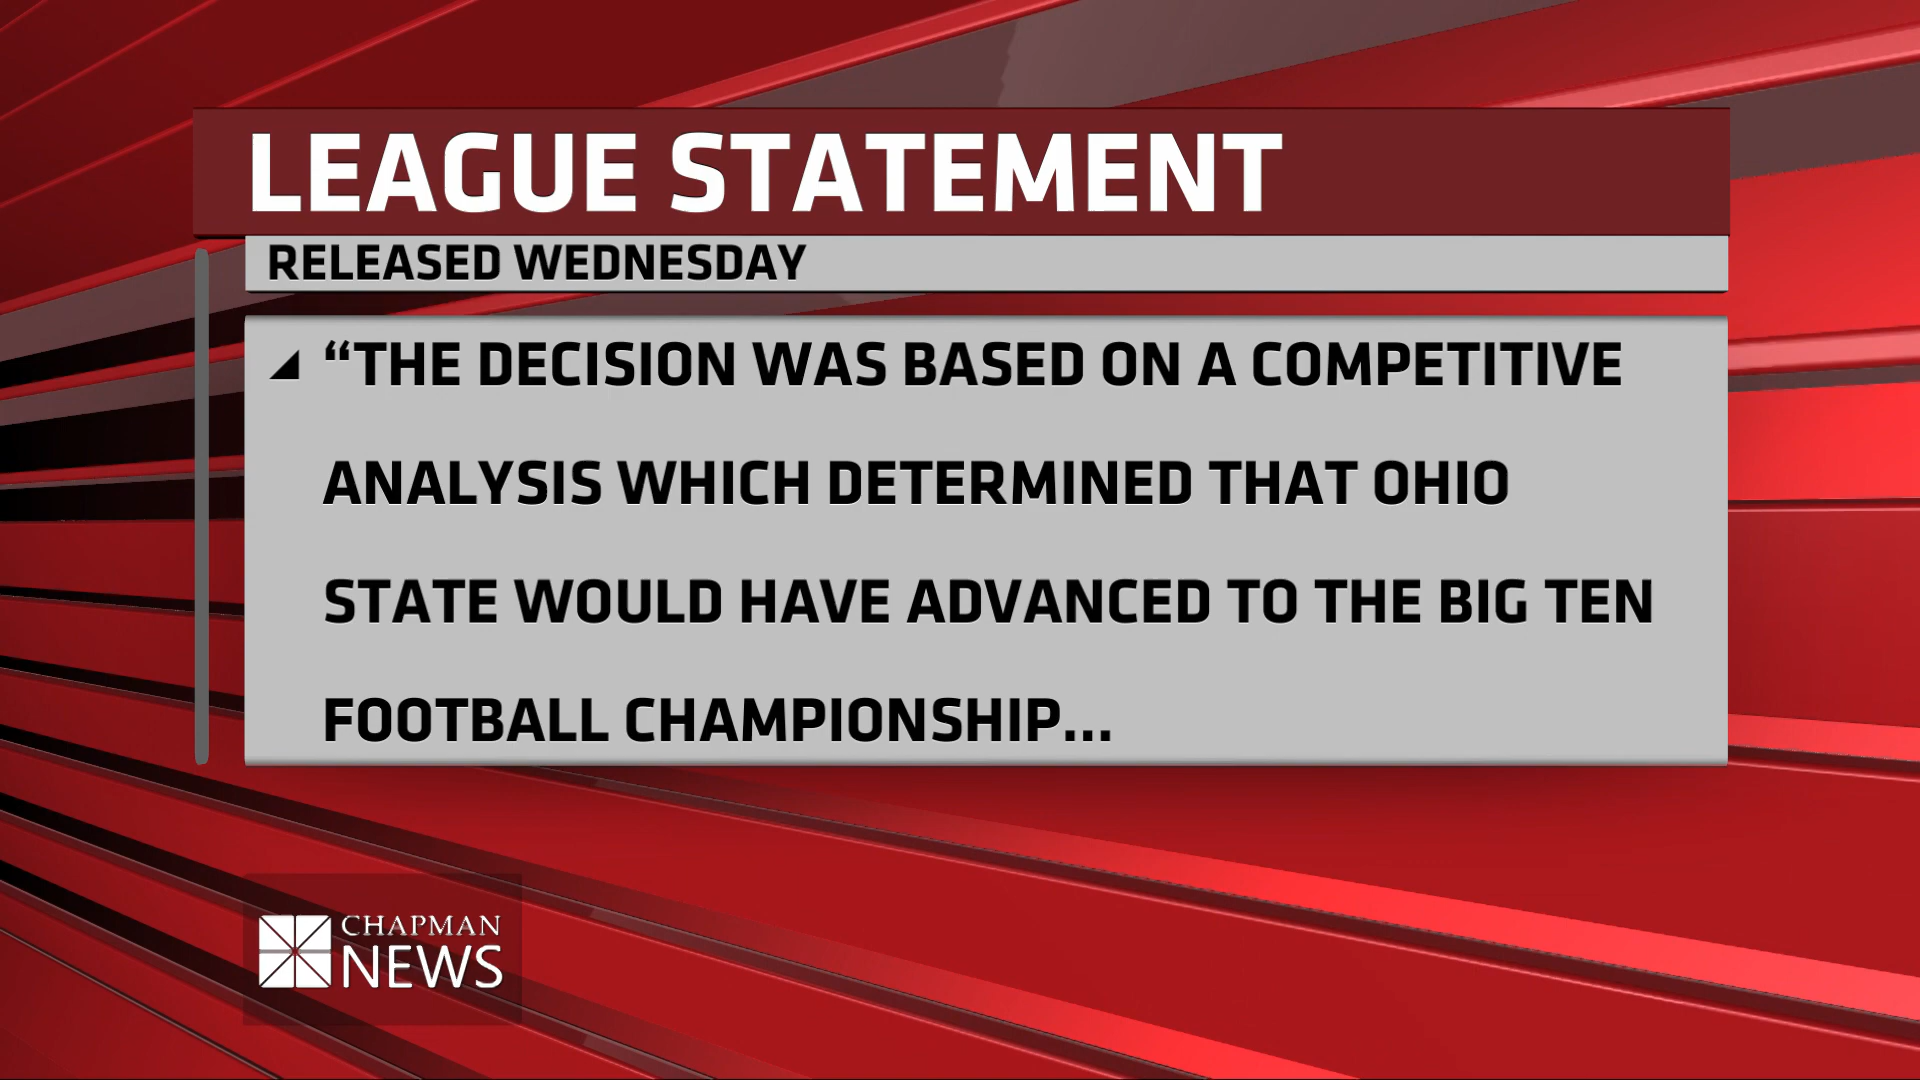 LEAGUE STATEMENT
RELEASED WEDNESDAY
“THE DECISION WAS BASED ON A COMPETITIVE
ANALYSIS WHICH DETERMINED THAT OHIO
STATE WOULD HAVE ADVANCED TO THE BIG TEN
FOOTBALL CHAMPIONSHIP...
CHAPMAN
NEWS